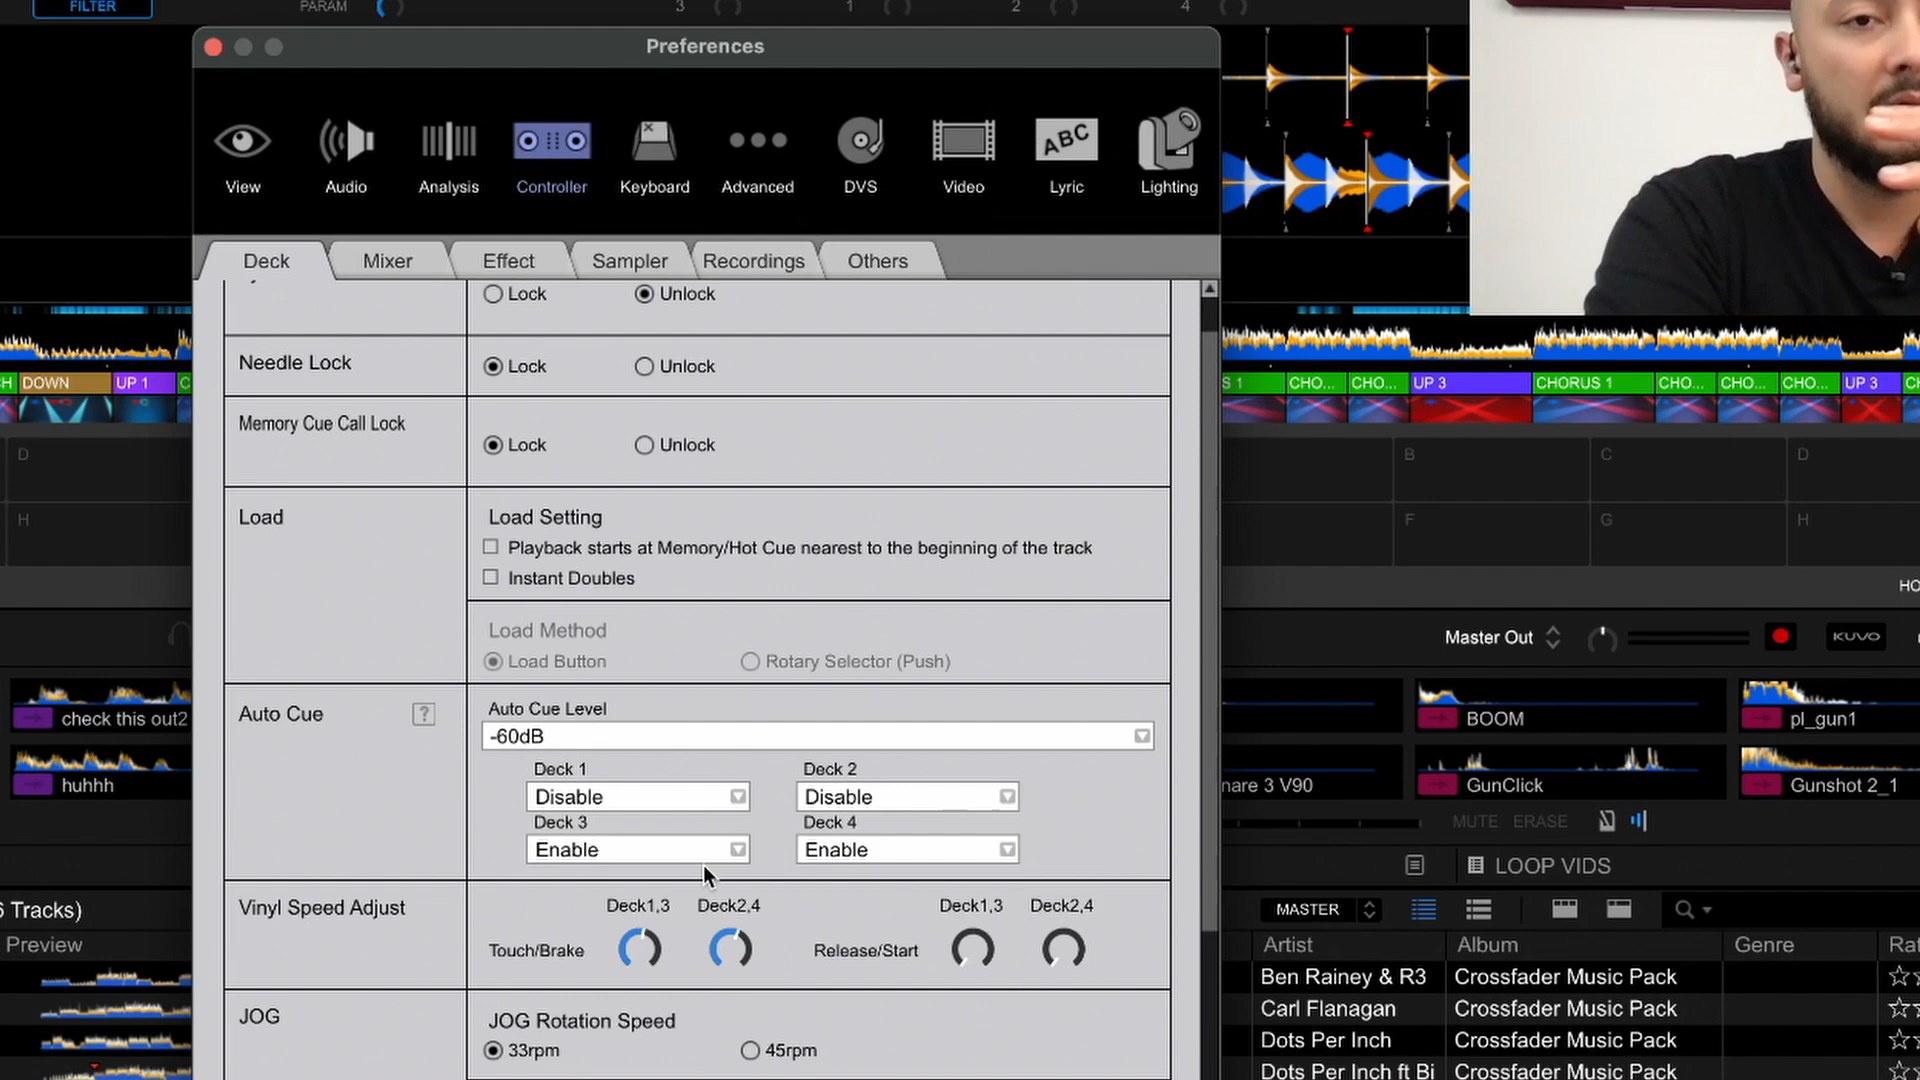 FILTER
PARAM
3
1
2
4
Preferences
View
Audio
Analysis
Controller
Keyboard
Advanced
DVS
Video
ABC
Lyric
Lighting
Deck
Mixer
Effect
Sampler
Recordings
Others
Lock
Unlock
Needle Lock
Lock
Unlock
Memory Cue Call Lock
Lock
Unlock
Load
Load Setting
Playback starts at Memory/Hot Cue nearest to the beginning of the track
Instant Doubles
Load Method
Load Button
Rotary Selector (Push)
Auto Cue
?
Auto Cue Level
-60dB
Deck 1
Deck 2
Disable
Disable
Deck 3
Deck 4
Enable
Enable
Vinyl Speed Adjust
Deck1,3
Deck2,4
Deck1,3
Deck2,4
Touch/Brake
Release/Start
JOG
JOG Rotation Speed
33rpm
45rpm
H
DOWN
UP 1
C
D
H
check this out2
huhhh
6 Tracks)
Preview
S 1
CHO...
CHO...
UP 3
CHORUS 1
CHO...
CHO...
CHO...
UP 3
CH
B
C
D
F
G
H
HO
Master Out
KUVO
BOOM
pl_gun1
nare 3 V90
GunClick
Gunshot 2_1
MUTE
ERASE
LOOP VIDS
MASTER
Artist
Album
Genre
Rat
Ben Rainey & R3
Crossfader Music Pack
Carl Flanagan
Crossfader Music Pack
Dots Per Inch
Crossfader Music Pack
Dots Per Inch ft Bi
Crossfader Music Pack